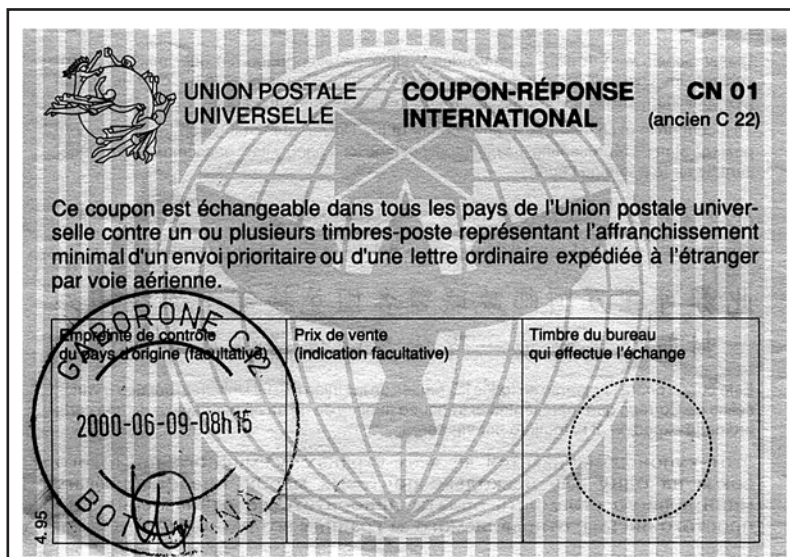 UNION POSTALE
UNIVERSELLE
COUPON-RÉPONSE
INTERNATIONAL
CN 01
(ancien C 22)
Ce coupon est échangeable dans tous les pays de l'Union postale univer-
selle contre un ou plusieurs timbres-poste représentant l'affranchissement
minimal d'un envoi prioritaire ou d'une lettre ordinaire expédiée à l'étranger
par voie aérienne.
Empreinte de contrôle
du pays d'origine (facultative)
Prix de vente
(indication facultative)
Timbre du bureau
qui effectue l'échange
GABORONE C22
2000-06-09-08h15
BOTSWANA
4.95